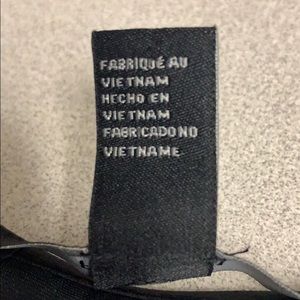 FABRIQUÉ AU
VIETNAM
HECHO EN
VIETNAM
FABRICADO NO
VIETNAME